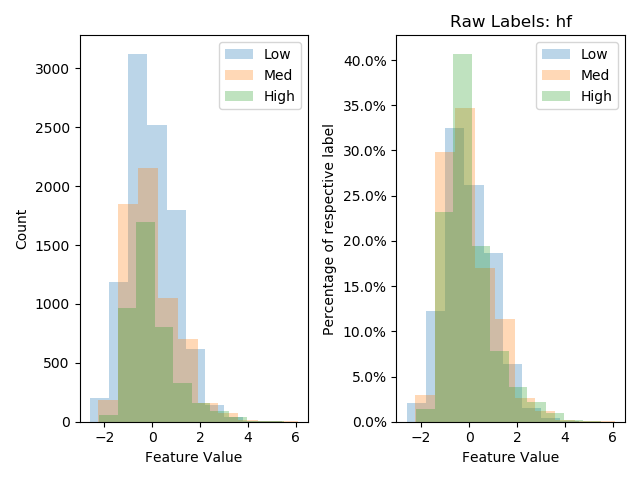 Raw Labels: hf
Low
Med
High
Low
Med
High
3000
2500
2000
1500
1000
500
0
Count
−2 0 2 4 6
Feature Value
40.0%
35.0%
30.0%
25.0%
20.0%
15.0%
10.0%
5.0%
0.0%
Percentage of respective label
−2 0 2 4 6
Feature Value